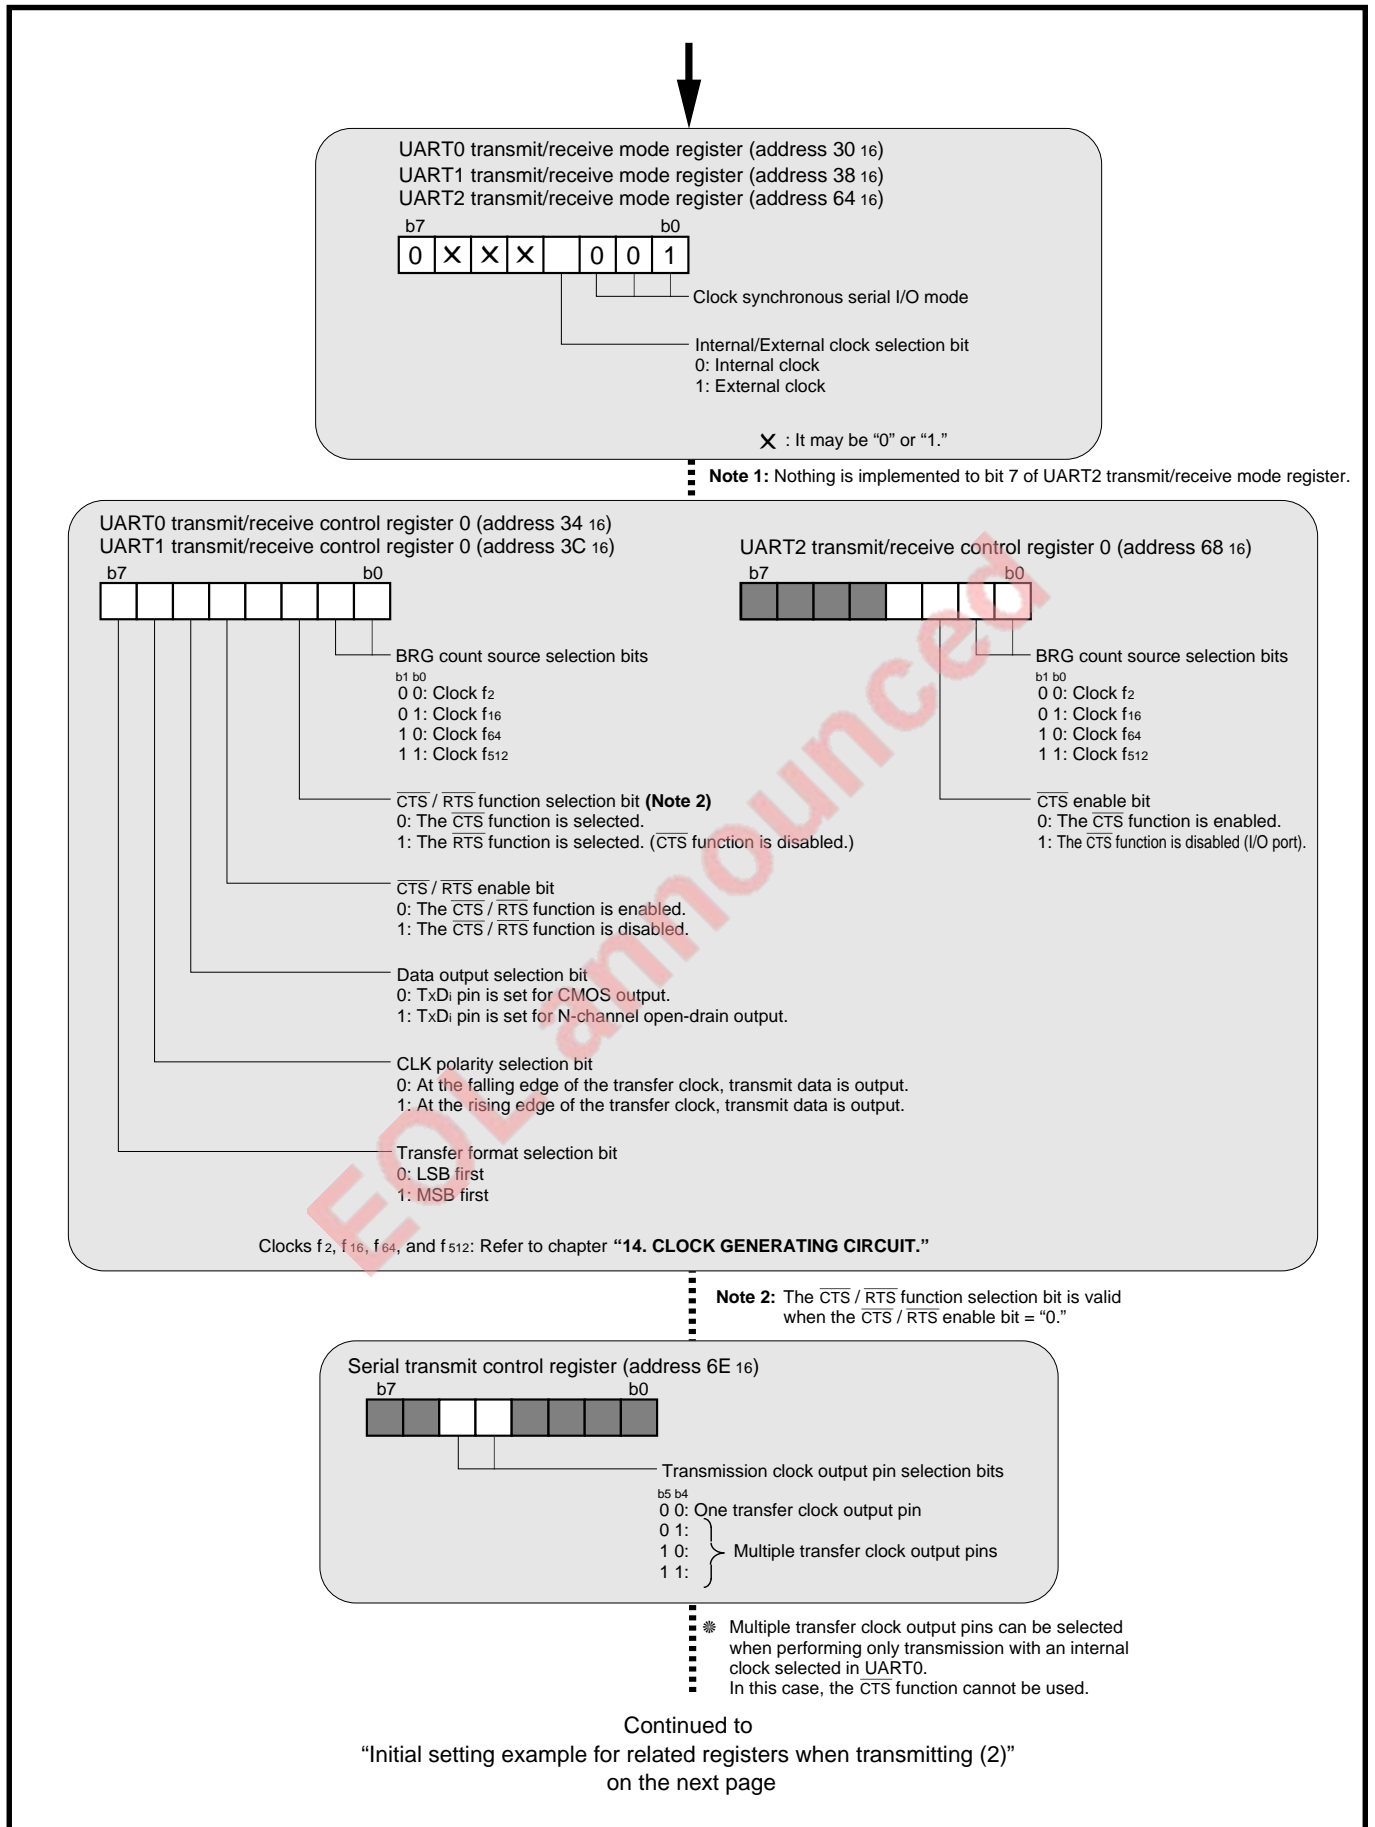 UART0 transmit/receive mode register (address 30 16)
UART1 transmit/receive mode register (address 38 16)
UART2 transmit/receive mode register (address 64 16)
b7 b0
0 X X X 0 0 1
Clock synchronous serial I/O mode
Internal/External clock selection bit
0: Internal clock
1: External clock
X : It may be “0” or “1.”
Note 1: Nothing is implemented to bit 7 of UART2 transmit/receive mode register.
UART0 transmit/receive control register 0 (address 34 16)
UART1 transmit/receive control register 0 (address 3C 16)
b7 b0
BRG count source selection bits
b1 b0
0 0: Clock f2
0 1: Clock f16
1 0: Clock f64
1 1: Clock f512
CTS / RTS function selection bit (Note 2)
0: The CTS function is selected.
1: The RTS function is selected. (CTS function is disabled.)
CTS / RTS enable bit
0: The CTS / RTS function is enabled.
1: The CTS / RTS function is disabled.
Data output selection bit
0: TxDi pin is set for CMOS output.
1: TxDi pin is set for N-channel open-drain output.
CLK polarity selection bit
0: At the falling edge of the transfer clock, transmit data is output.
1: At the rising edge of the transfer clock, transmit data is output.
Transfer format selection bit
0: LSB first
1: MSB first
UART2 transmit/receive control register 0 (address 68 16)
b7 b0
BRG count source selection bits
b1 b0
0 0: Clock f2
0 1: Clock f16
1 0: Clock f64
1 1: Clock f512
CTS enable bit
0: The CTS function is enabled.
1: The CTS function is disabled (I/O port).
Clocks f2, f16, f64, and f512: Refer to chapter “14. CLOCK GENERATING CIRCUIT.”
EOL announced
Note 2: The CTS / RTS function selection bit is valid
when the CTS / RTS enable bit = “0.”
Serial transmit control register (address 6E 16)
b7 b0
Transmission clock output pin selection bits
b5 b4
0 0: One transfer clock output pin
0 1:
1 0: Multiple transfer clock output pins
1 1:
❋ Multiple transfer clock output pins can be selected
when performing only transmission with an internal
clock selected in UART0.
In this case, the CTS function cannot be used.
Continued to
“Initial setting example for related registers when transmitting (2)”
on the next page